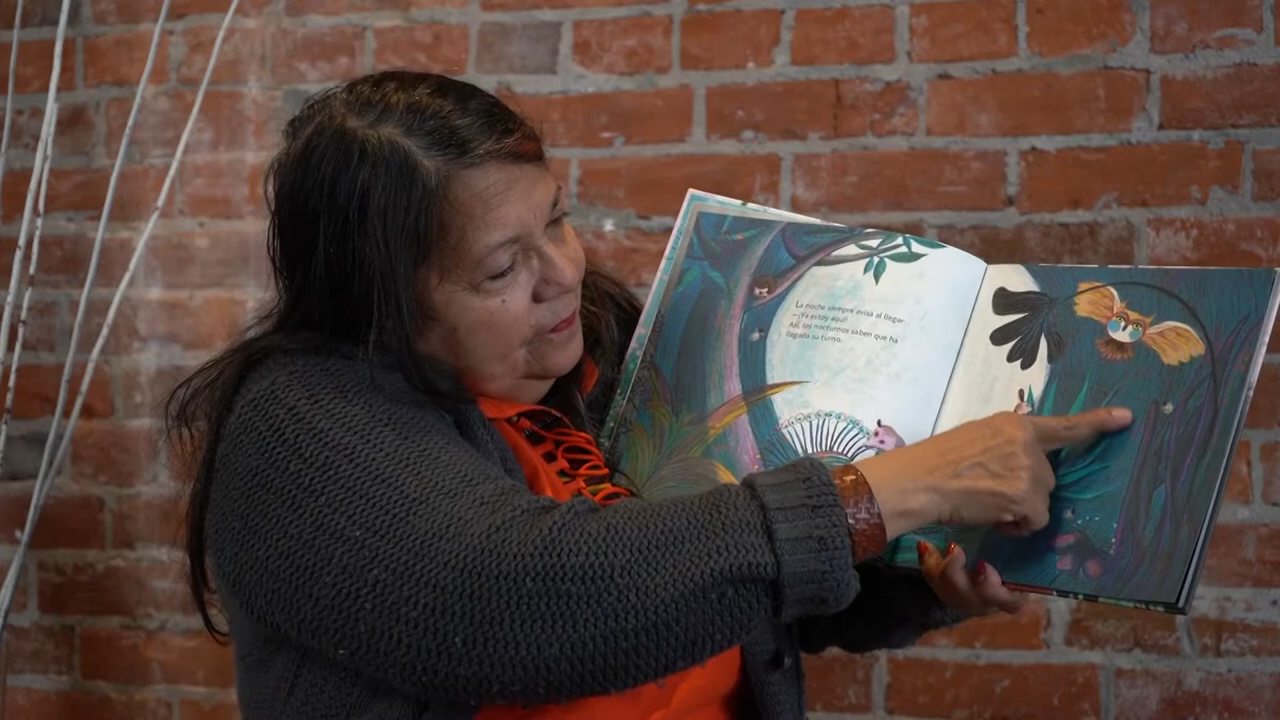 La noche siempre avisa al llegar
—¡Ya estoy aquí!
Así, los nocturnos saben que ha
llegado su turno.